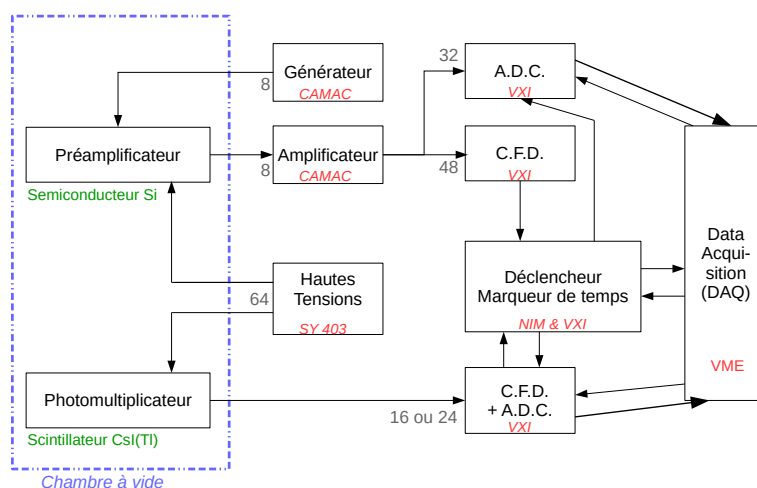 Générateur
8
CAMAC
32
A.D.C.
VXI
Préamplificateur
Semiconducteur Si
Amplificateur
8
CAMAC
C.F.D.
48
VXI
Hautes
Tensions
64
SY 403
Déclencheur
Marqueur de temps
NIM & VXI
Data
Acqui-
sition
(DAQ)
VME
Photomultiplicateur
Scintillateur CsI(Tl)
16 ou 24
C.F.D.
+ A.D.C.
VXI
Chambre à vide